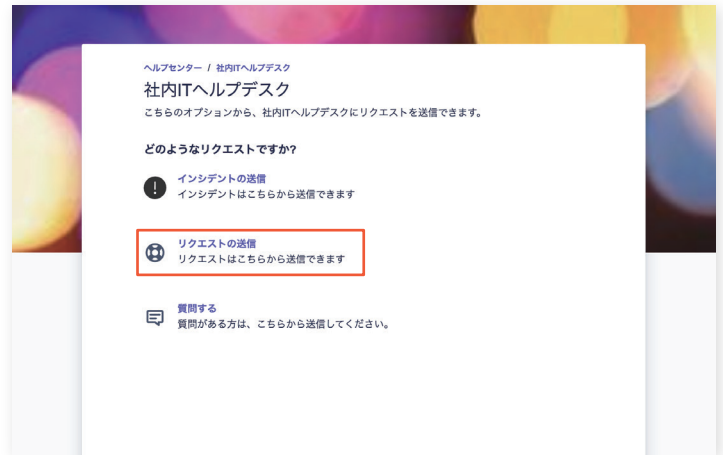 ヘルプセンター / 社内ITヘルプデスク
社内ITヘルプデスク
こちらのオプションから、社内ITヘルプデスクにリクエストを送信できます。
どのようなリクエストですか?
インシデントの送信
インシデントはこちらから送信できます
リクエストの送信
リクエストはこちらから送信できます
質問する
質問がある方は、こちらから送信してください。